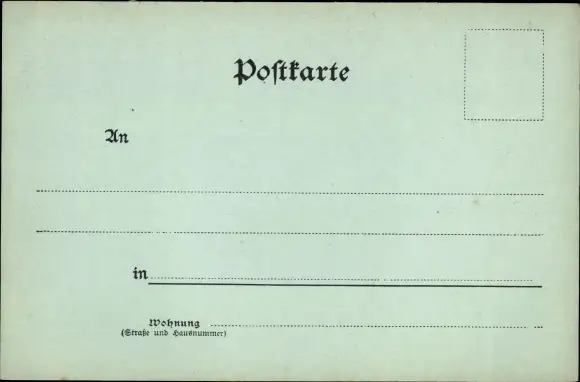 Postkarte
An
in
Wohnung
(Straße und Hausnummer)